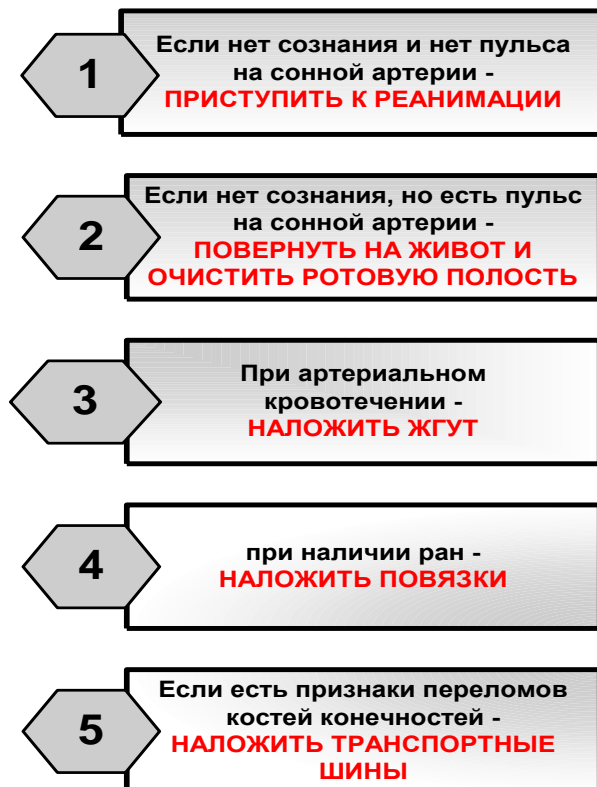 1
Если нет сознания и нет пульса
на сонной артерии -
ПРИСТУПИТЬ К РЕАНИМАЦИИ
2
Если нет сознания, но есть пульс
на сонной артерии -
ПОВЕРНУТЬ НА ЖИВОТ И
ОЧИСТИТЬ РОТОВУЮ ПОЛОСТЬ
3
При артериальном
кровотечении -
НАЛОЖИТЬ ЖГУТ
4
при наличии ран -
НАЛОЖИТЬ ПОВЯЗКИ
5
Если есть признаки переломов
костей конечностей -
НАЛОЖИТЬ ТРАНСПОРТНЫЕ
ШИНЫ